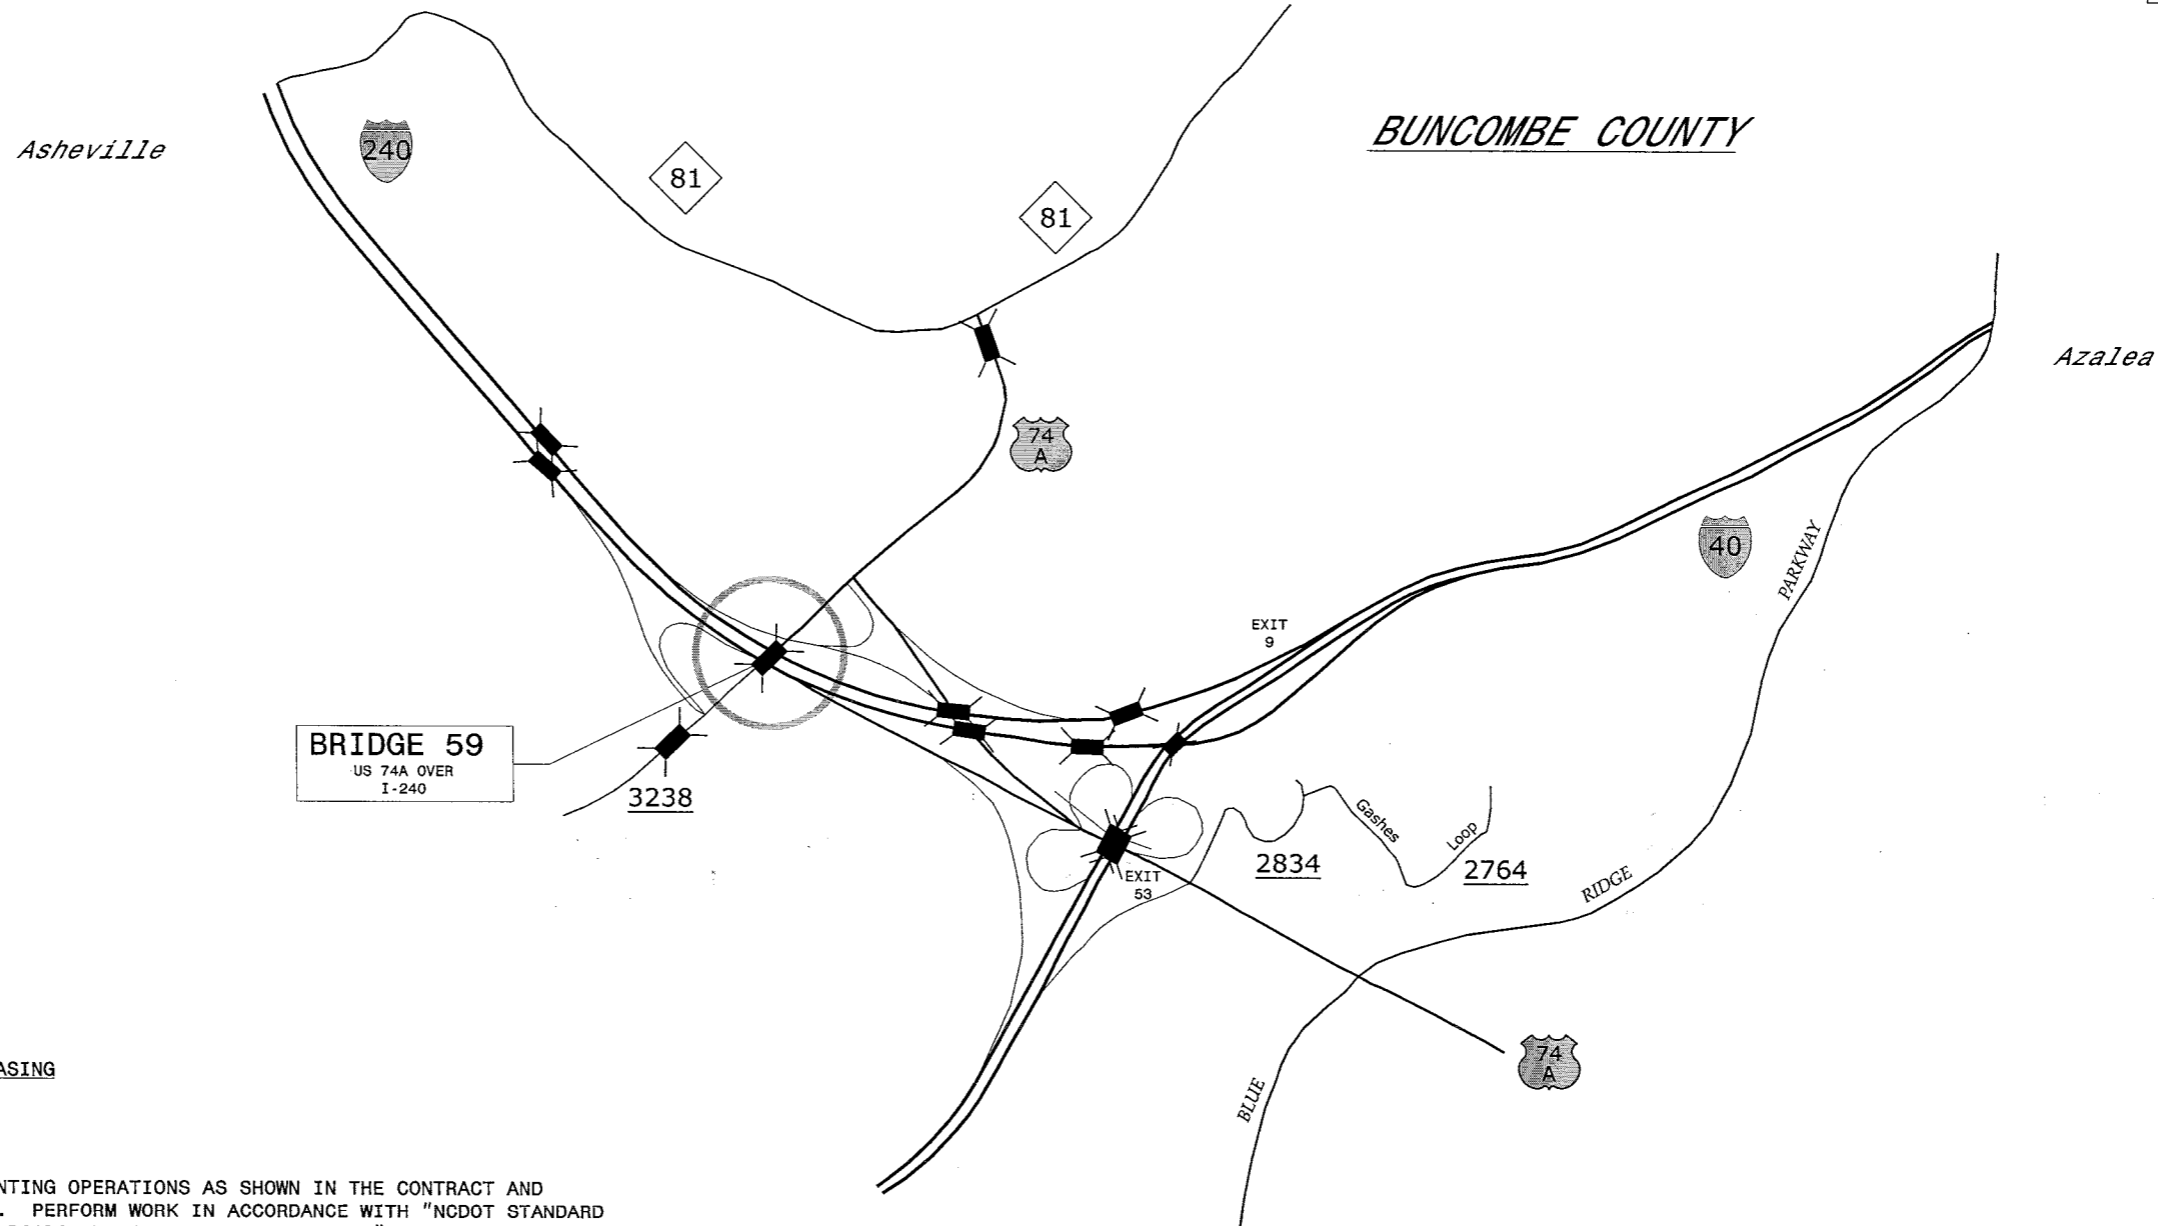 BUNCOMBE COUNTY
Asheville
240
81
81
Azalea
74
A
40
PARKWAY
EXIT
9
BRIDGE 59
US 74A OVER
I-240
3238
Gashes
Loop
2834
2764
EXIT
53
RIDGE
BLUE
74
A
NTING OPERATIONS AS SHOWN IN THE CONTRACT AND
. PERFORM WORK IN ACCORDANCE WITH "NCDOT STANDARD